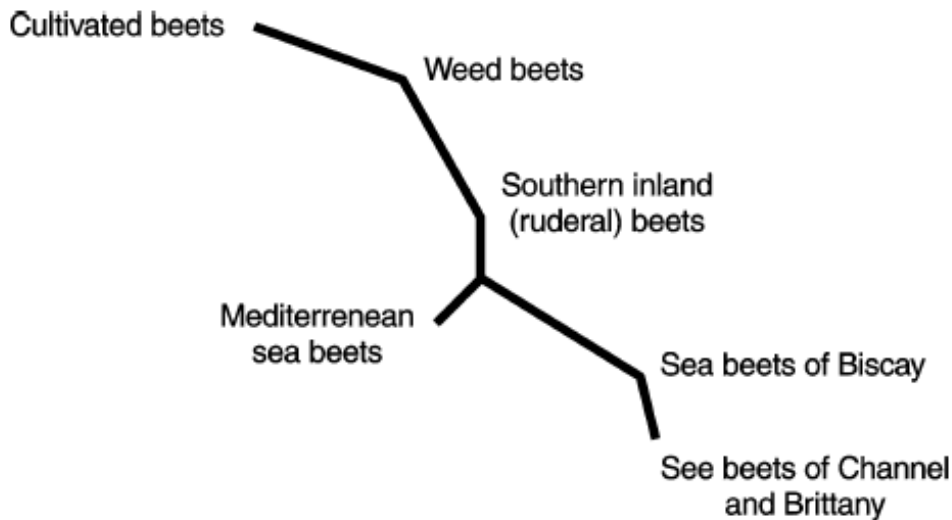 Cultivated beets
Weed beets
Southern inland
(ruderal) beets
Mediterrenean
sea beets
Sea beets of Biscay
See beets of Channel
and Brittany